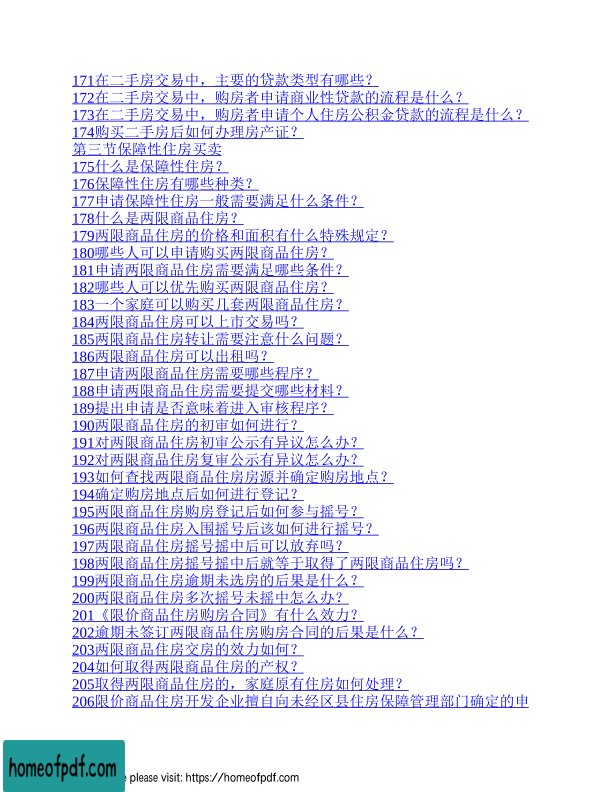 171在二手房交易中，主要的贷款类型有哪些？
172在二手房交易中，购房者申请商业性贷款的流程是什么？
173在二手房交易中，购房者申请个人住房公积金贷款的流程是什么？
174购买二手房后如何办理房产证？
第三节保障性住房买卖
175什么是保障性住房？
176保障性住房有哪些种类？
177申请保障性住房一般需要满足什么条件？
178什么是两限商品住房？
179两限商品住房的价格和面积有什么特殊规定？
180哪些人可以申请购买两限商品住房？
181申请两限商品住房需要满足哪些条件？
182哪些人可以优先购买两限商品住房？
183一个家庭可以购买几套两限商品住房？
184两限商品住房可以上市交易吗？
185两限商品住房转让需要注意什么问题？
186两限商品住房可以出租吗？
187申请两限商品住房需要哪些程序？
188申请两限商品住房需要提交哪些材料？
189提出申请是否意味着进入审核程序？
190两限商品住房的初审如何进行？
191对两限商品住房初审公示有异议怎么办？
192对两限商品住房复审公示有异议怎么办？
193如何查找两限商品住房房源并确定购房地点？
194确定购房地点后如何进行登记？
195两限商品住房购房登记后如何参与摇号？
196两限商品住房入围摇号后该如何进行摇号？
197两限商品住房摇号摇中后可以放弃吗？
198两限商品住房摇号摇中后就等于取得了两限商品住房吗？
199两限商品住房逾期未选房的后果是什么？
200两限商品住房多次摇号未摇中怎么办？
201《限价商品住房购房合同》有什么效力？
202逾期未签订两限商品住房购房合同的后果是什么？
203两限商品住房交房的效力如何？
204如何取得两限商品住房的产权？
205取得两限商品住房的，家庭原有住房如何处理？
206限价商品住房开发企业擅自向未经区县住房保障管理部门确定的申
homeofpdf.com
e please visit: https://homeofpdf.com